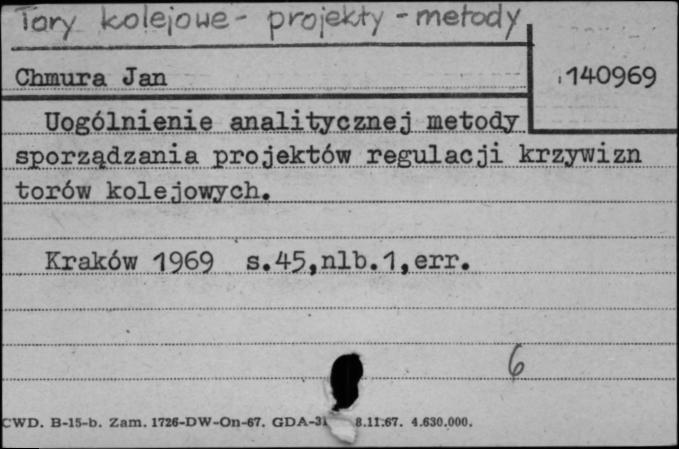 Tory kolejowe - projekty - metody
Chmura Jan
140969
Uogólnienie analitycznej metody
sporządzania projektów regulacji krzywizn
torów kolejowych.
Kraków 1969 s.45,nlb.1,err.
6
CWD. B-15-b. Zam. 1726-DW-On-67. GDA-31 8.11.67. 4.630.000.